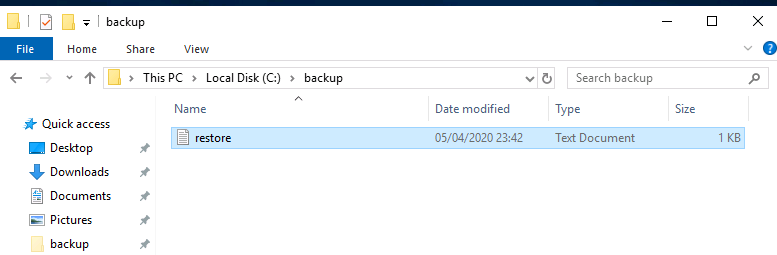 backup
File Home Share View
This PC Local Disk (C:) backup Search backup
Name Date modified Type Size
Quick access
restore 05/04/2020 23:42 Text Document 1 KB
Desktop
Downloads
Documents
Pictures
backup